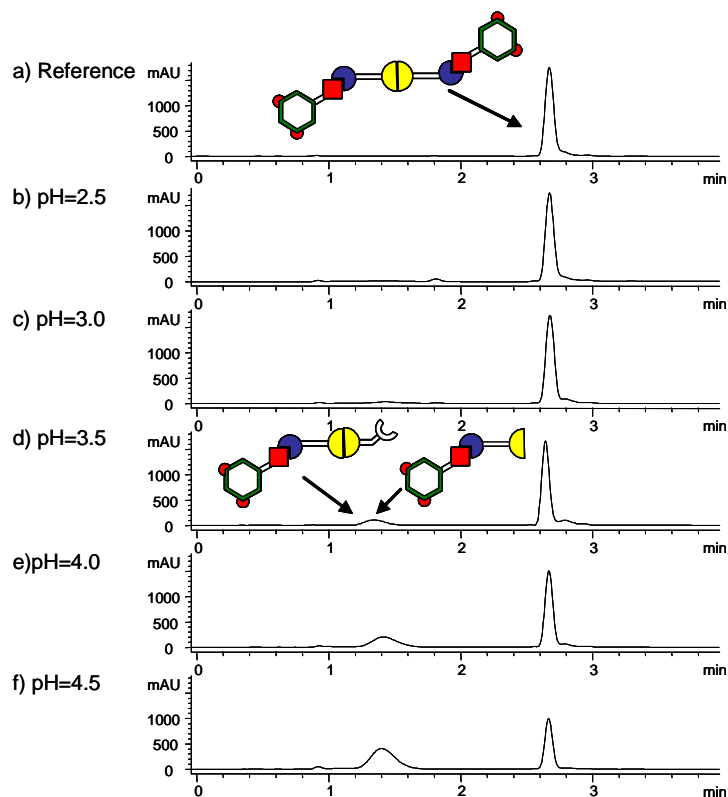 a) Reference
mAU
1000
500
0
0 1 2 3 min
b) pH=2.5
mAU
1000
500
0
0 1 2 3 min
c) pH=3.0
mAU
1000
500
0
0 1 2 3 min
d) pH=3.5
mAU
1000
500
0
0 1 2 3 min
e)pH=4.0
mAU
1000
500
0
0 1 2 3 min
f) pH=4.5
mAU
1000
500
0
0 1 2 3 min